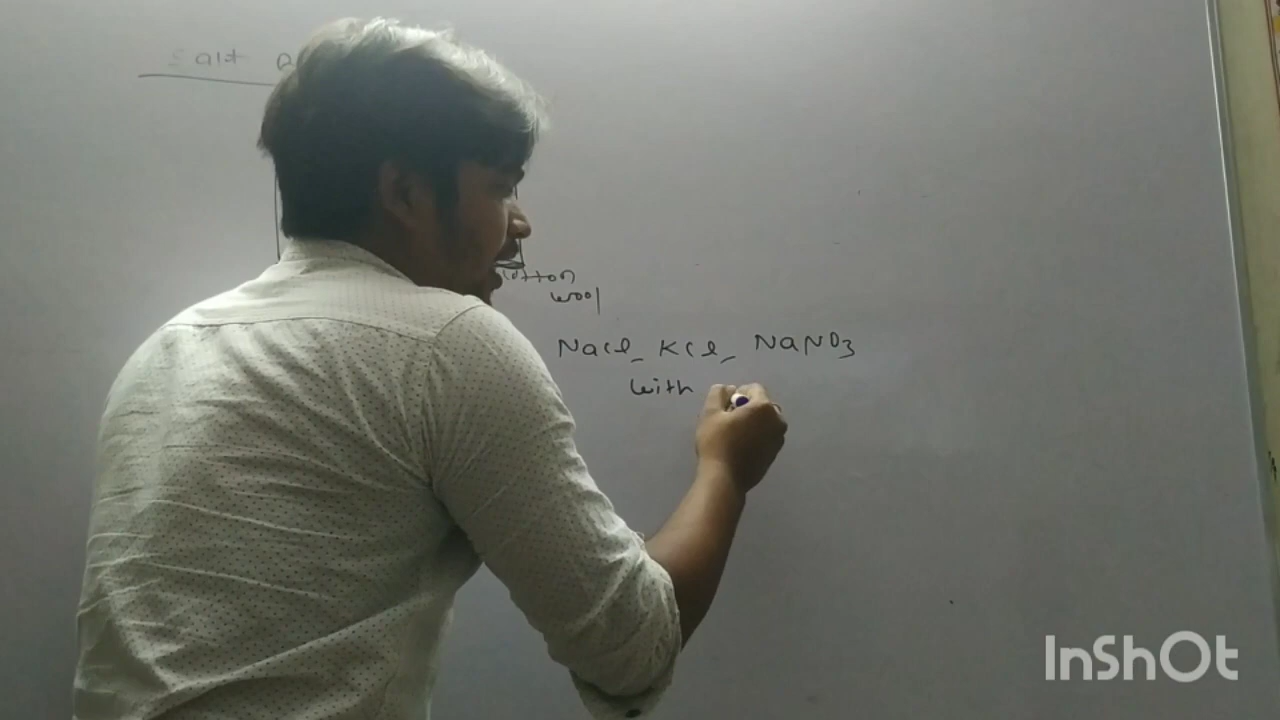 Salt
Cotton
wool
NaCl, KCl, NaNO3
with
InShOt